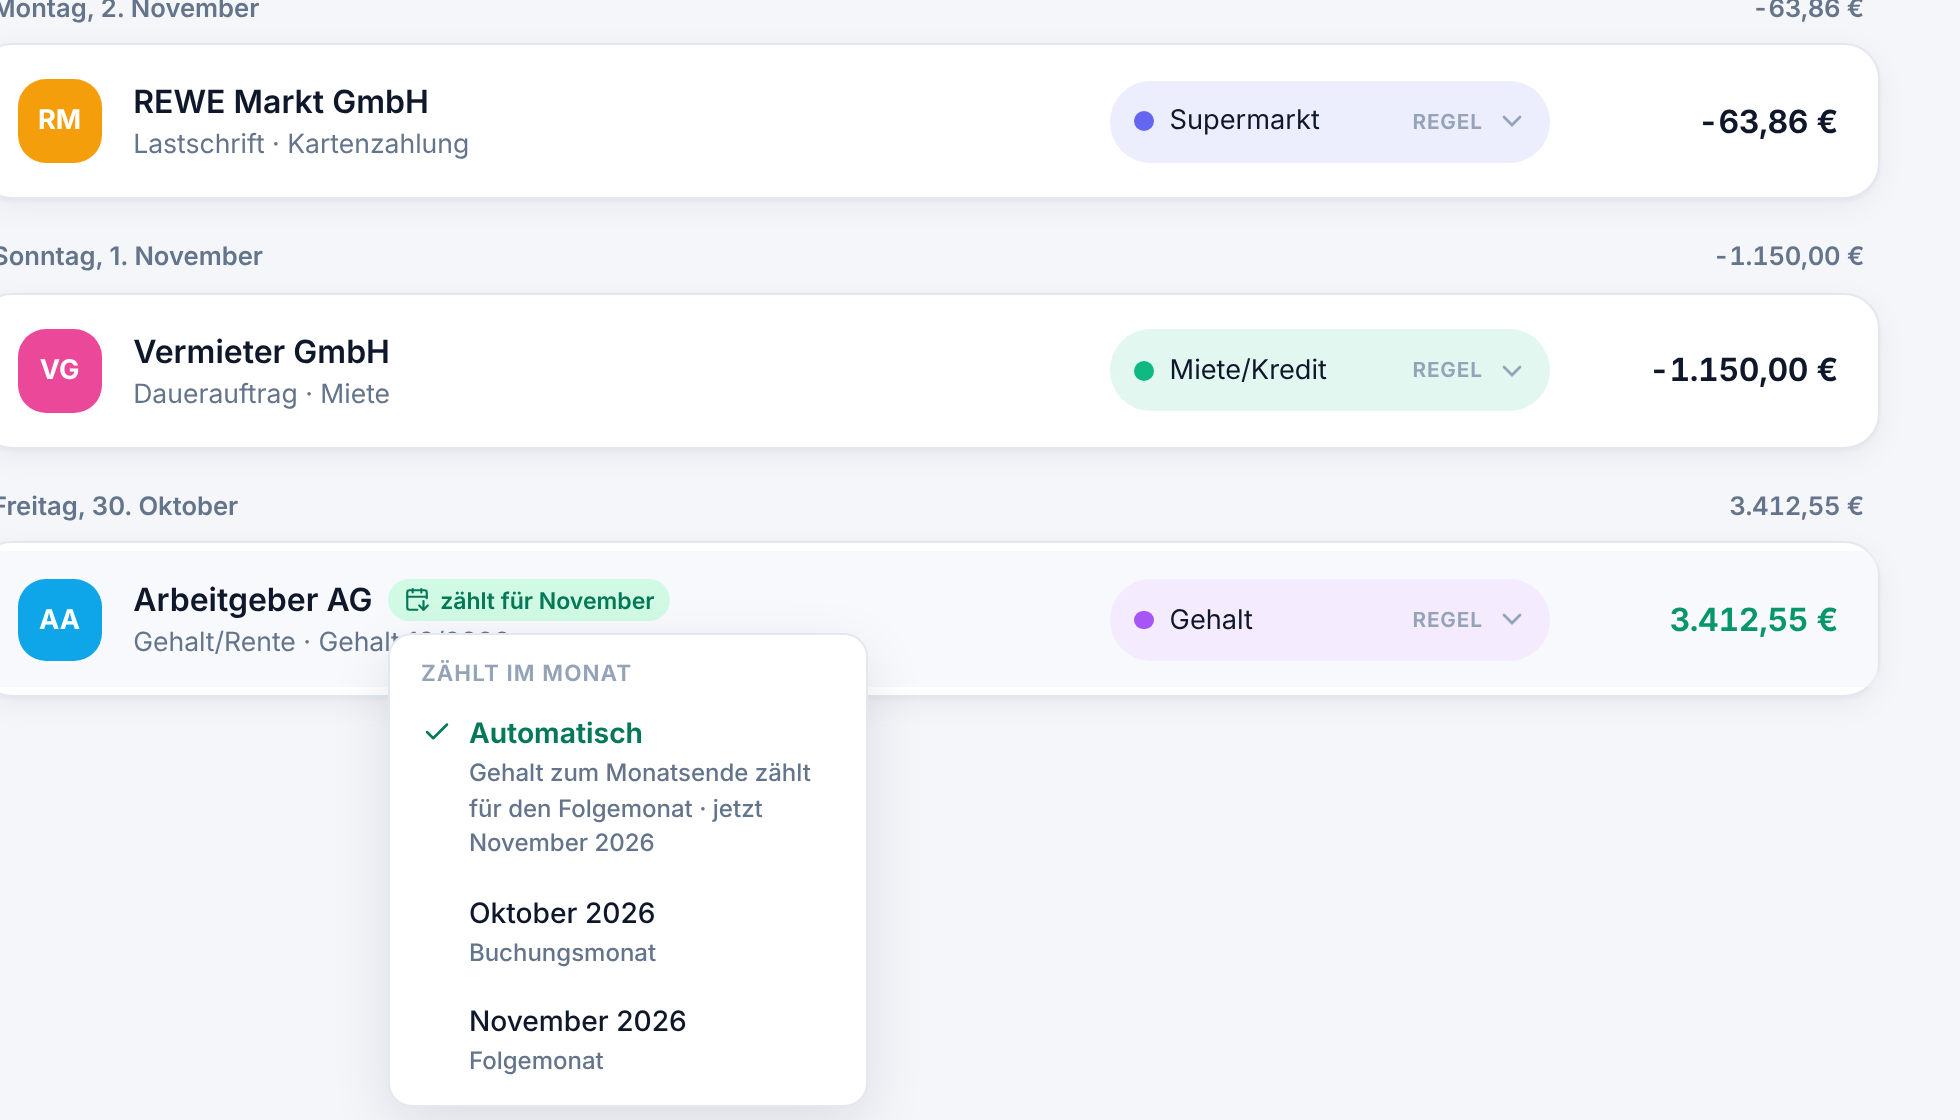 Montag, 2. November -63,86 €
RM REWE Markt GmbH Supermarkt REGEL -63,86 €
Lastschrift · Kartenzahlung
Sonntag, 1. November -1.150,00 €
VG Vermieter GmbH Miete/Kredit REGEL -1.150,00 €
Dauerauftrag · Miete
Freitag, 30. Oktober 3.412,55 €
AA Arbeitgeber AG zählt für November Gehalt REGEL 3.412,55 €
Gehalt/Rente · Gehalt
ZÄHLT IM MONAT
Automatisch
Gehalt zum Monatsende zählt
für den Folgemonat · jetzt
November 2026
Oktober 2026
Buchungsmonat
November 2026
Folgemonat